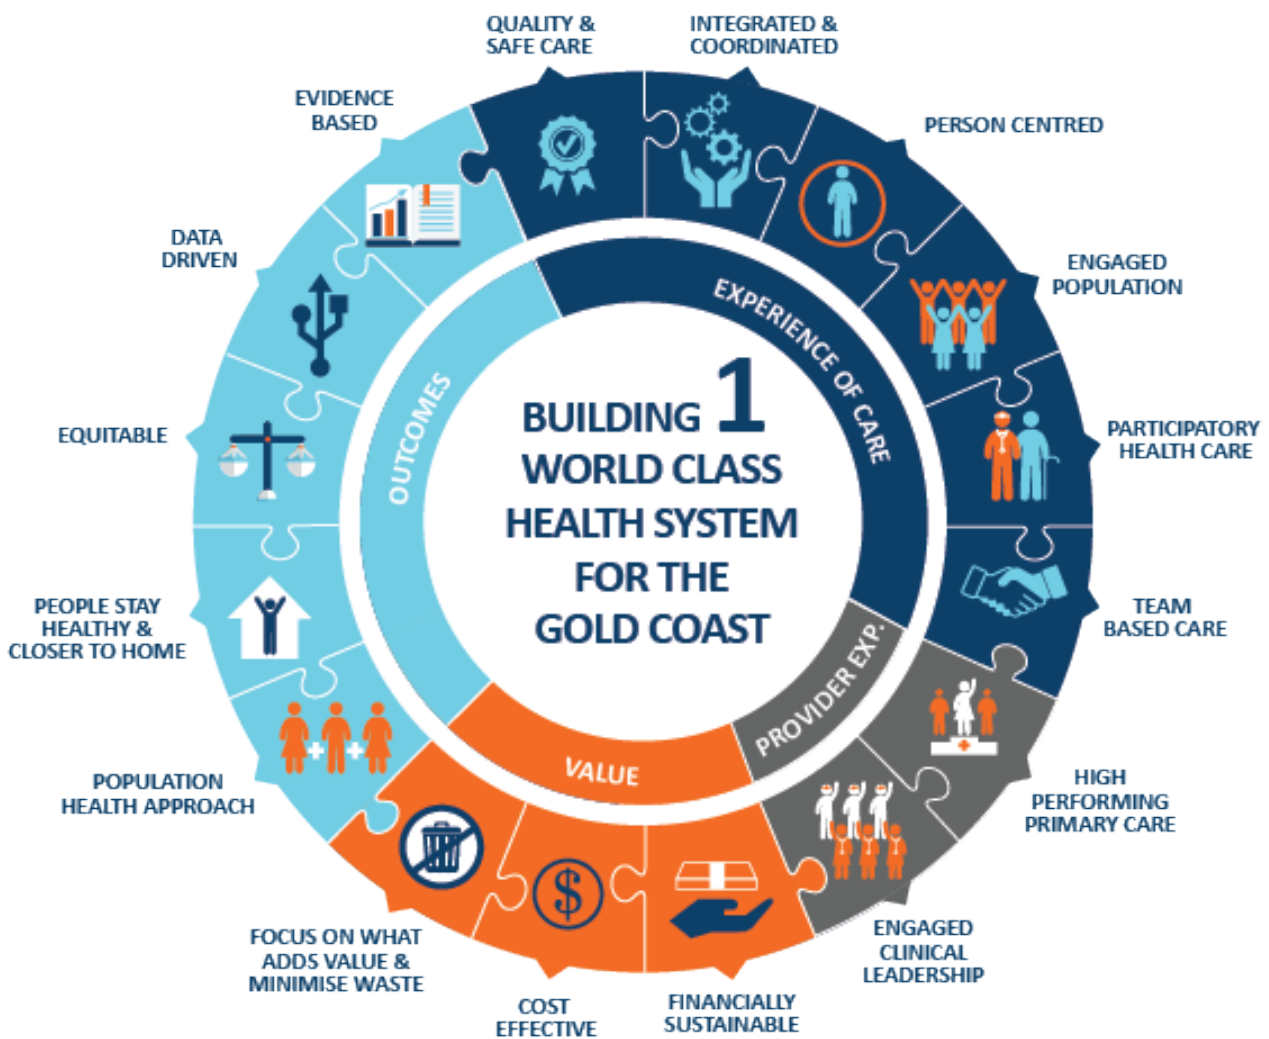 QUALITY &
SAFE CARE
INTEGRATED &
COORDINATED
PERSON CENTRED
ENGAGED
POPULATION
PARTICIPATORY
HEALTH CARE
TEAM
BASED CARE
HIGH
PERFORMING
PRIMARY CARE
ENGAGED
CLINICAL
LEADERSHIP
FINANCIALLY
SUSTAINABLE
COST
EFFECTIVE
FOCUS ON WHAT
ADDS VALUE &
MINIMISE WASTE
POPULATION
HEALTH APPROACH
PEOPLE STAY
HEALTHY &
CLOSER TO HOME
EQUITABLE
DATA
DRIVEN
EVIDENCE
BASED
EXPERIENCE OF CARE
PROVIDER EXP.
VALUE
OUTCOMES
BUILDING 1
WORLD CLASS
HEALTH SYSTEM
FOR THE
GOLD COAST
$